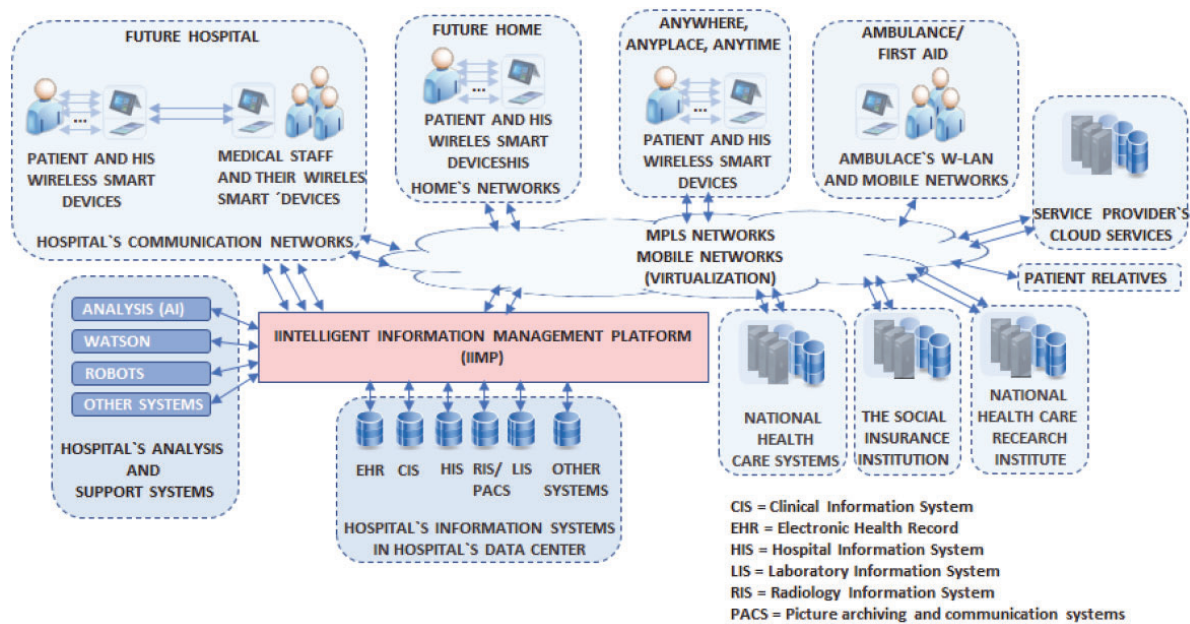 FUTURE HOSPITAL
...
PATIENT AND HIS
WIRELESS SMART
DEVICES
MEDICAL STAFF
AND THEIR WIRELES
SMART ´DEVICES
HOSPITAL`S COMMUNICATION NETWORKS
FUTURE HOME
...
PATIENT AND HIS
WIRELES SMART
DEVICESHIS
HOME`S NETWORKS
ANYWHERE,
ANYPLACE, ANYTIME
...
PATIENT AND HIS
WIRELESS SMART
DEVICES
AMBULANCE/
FIRST AID
AMBULACE`S W-LAN
AND MOBILE NETWORKS
SERVICE PROVIDER`S
CLOUD SERVICES
MPLS NETWORKS
MOBILE NETWORKS
(VIRTUALIZATION)
PATIENT RELATIVES
ANALYSIS (AI)
WATSON
ROBOTS
OTHER SYSTEMS
HOSPITAL`S ANALYSIS
AND
SUPPORT SYSTEMS
IINTELLIGENT INFORMATION MANAGEMENT PLATFORM
(IIMP)
EHR
CIS
HIS
RIS/
PACS
LIS
OTHER
SYSTEMS
HOSPITAL`S INFORMATION SYSTEMS
IN HOSPITAL`S DATA CENTER
NATIONAL
HEALTH
CARE SYSTEMS
THE SOCIAL
INSURANCE
INSTITUTION
NATIONAL
HEALTH CARE
RECEARCH
INSTITUTE
CIS = Clinical Information System
EHR = Electronic Health Record
HIS = Hospital Information System
LIS = Laboratory Information System
RIS = Radiology Information System
PACS = Picture archiving and communication systems